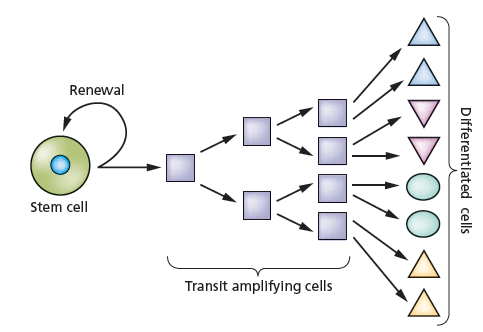 Renewal
Stem cell
Transit amplifying cells
Differentiated cells